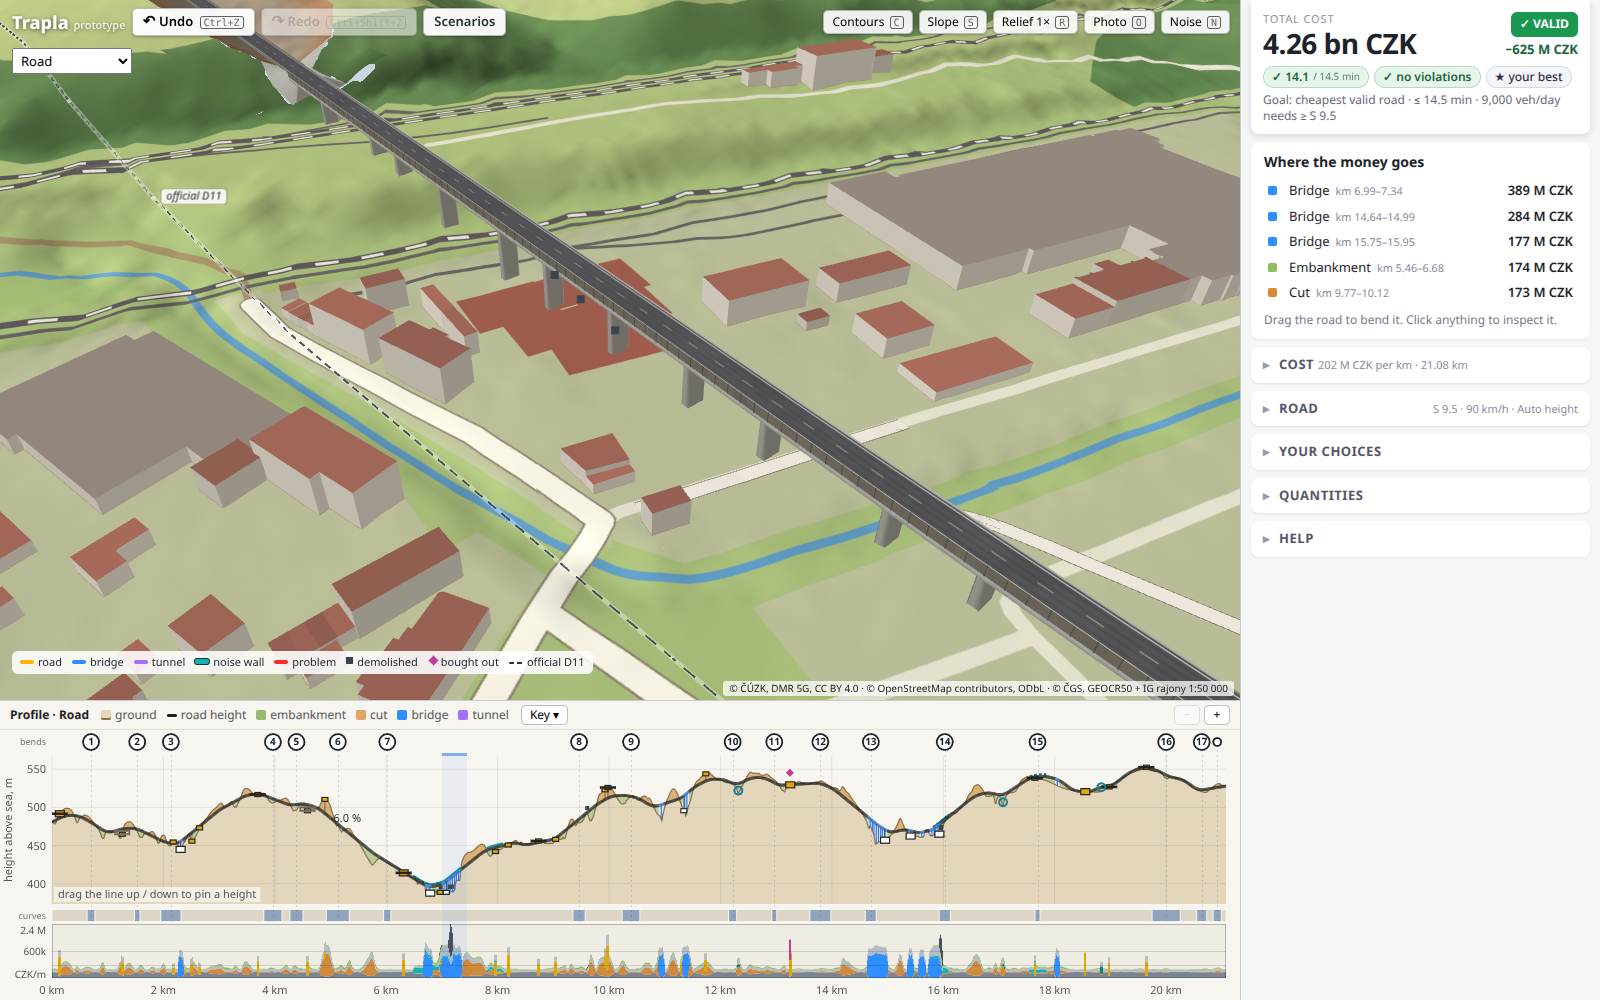 Trapla prototype
↶ Undo Ctrl+Z
↷ Redo Ctrl+Shift+Z
Scenarios
Contours C
Slope S
Relief 1× R
Photo O
Noise N
Road
official D11
road bridge tunnel noise wall problem demolished bought out official D11
© ČÚZK, DMR 5G, CC BY 4.0 · © OpenStreetMap contributors, ODbL · © ČGS, GEOCR50 + IG rajony 1:50 000
TOTAL COST
✓ VALID
4.26 bn CZK
−625 M CZK
✓ 14.1 / 14.5 min
✓ no violations
★ your best
Goal: cheapest valid road · ≤ 14.5 min · 9,000 veh/day
needs ≥ S 9.5
Where the money goes
Bridge km 6.99–7.34 389 M CZK
Bridge km 14.64–14.99 284 M CZK
Bridge km 15.75–15.95 177 M CZK
Embankment km 5.46–6.68 174 M CZK
Cut km 9.77–10.12 173 M CZK
Drag the road to bend it. Click anything to inspect it.
▶ COST 202 M CZK per km · 21.08 km
▶ ROAD S 9.5 · 90 km/h · Auto height
▶ YOUR CHOICES
▶ QUANTITIES
▶ HELP
Profile · Road ground road height embankment cut bridge tunnel Key ▾
− +
bends 1 2 3 4 5 6 7 8 9 10 11 12 13 14 15 16 17
height above sea, m
550
500
450
400
6.0 %
drag the line up / down to pin a height
curves
2.4 M
600k
CZK/m
0 km 2 km 4 km 6 km 8 km 10 km 12 km 14 km 16 km 18 km 20 km